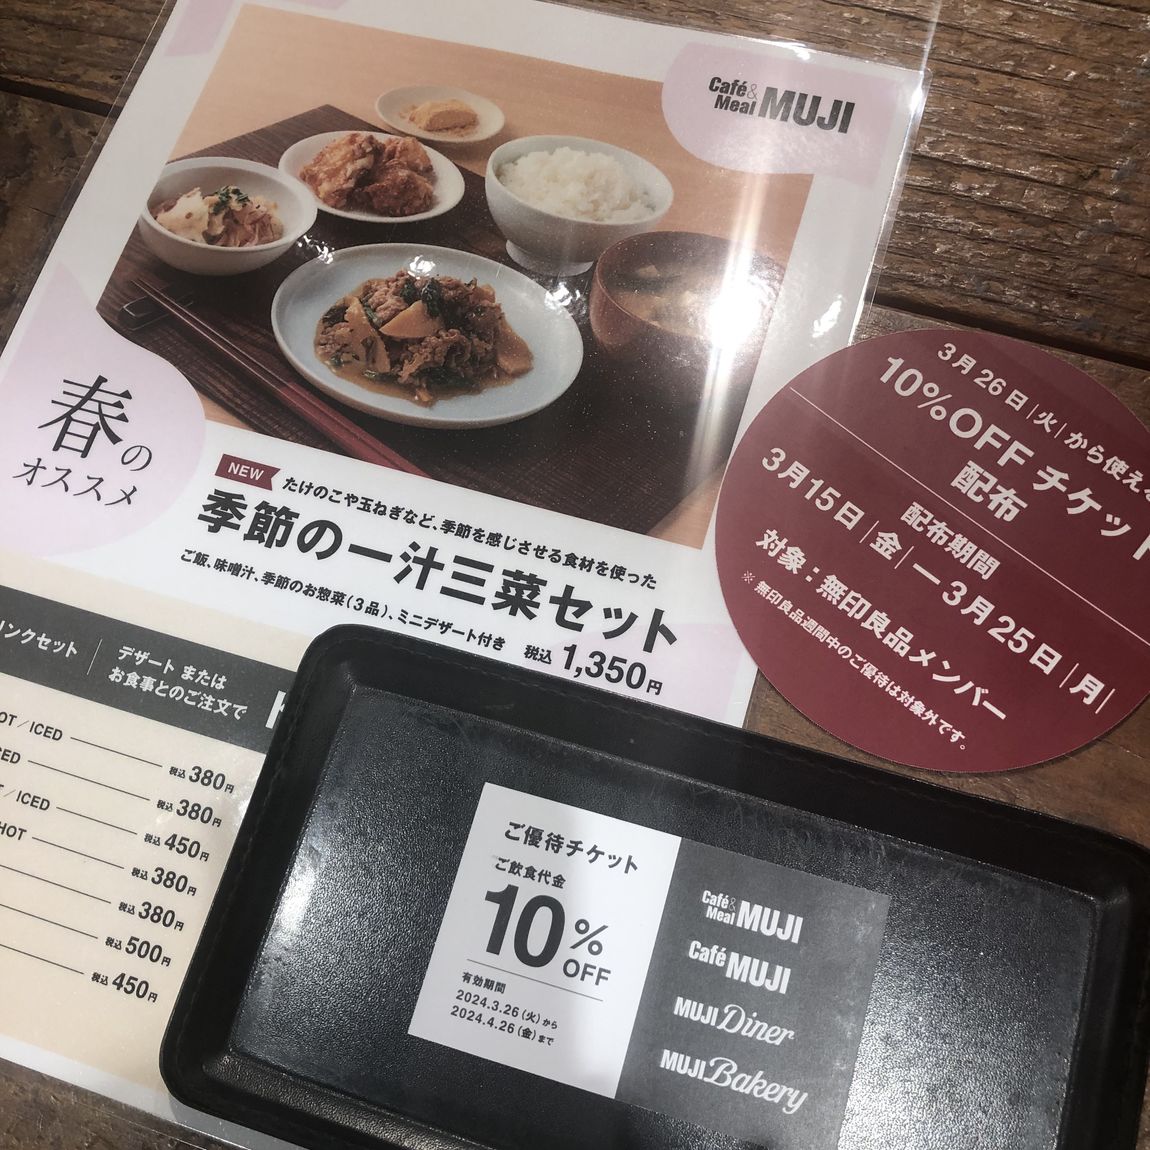 Café&
Meal MUJI
春の
オススメ
NEW
たけのこや玉ねぎなど、季節を感じさせる食材を使った
季節の一汁三菜セット
ご飯、味噌汁、季節のお惣菜(3品)、ミニデザート付き 税込 1,350円
リンクセット
デザート または
お食事とのご注文で
OT / ICED 税込 380円
ED 税込 380円
/ ICED 税込 450円
HOT 税込 380円
税込 380円
税込 500円
税込 450円
3月26日|火|から使える
10%OFF チケット
配布
配布期間
3月15日|金|ー3月25日|月|
対象:無印良品メンバー
※ 無印良品週間中のご優待は対象外です。
ご優待チケット
ご飲食代金
10%
OFF
有効期間
2024.3.26(火)から
2024.4.26(金)まで
Café&
Meal MUJI
Café MUJI
MUJI Diner
MUJI Bakery